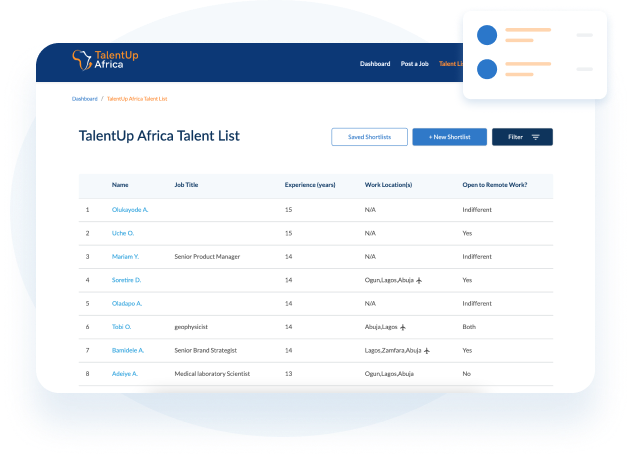 TalentUp
Africa
Dashboard Post a Job Talent Li
Dashboard / TalentUp Africa Talent List
TalentUp Africa Talent List
Saved Shortlists + New Shortlist Filter
Name Job Title Experience (years) Work Location(s) Open to Remote Work?
1 Olukayode A. 15 N/A Indifferent
2 Uche O. 15 N/A Yes
3 Mariam Y. Senior Product Manager 14 N/A Indifferent
4 Soretire D. 14 Ogun,Lagos,Abuja Yes
5 Oladapo A. 14 N/A Indifferent
6 Tobi O. geophysicist 14 Abuja,Lagos Both
7 Bamidele A. Senior Brand Strategist 14 Lagos,Zamfara,Abuja Yes
8 Adeiye A. Medical laboratory Scientist 13 Ogun,Lagos,Abuja No